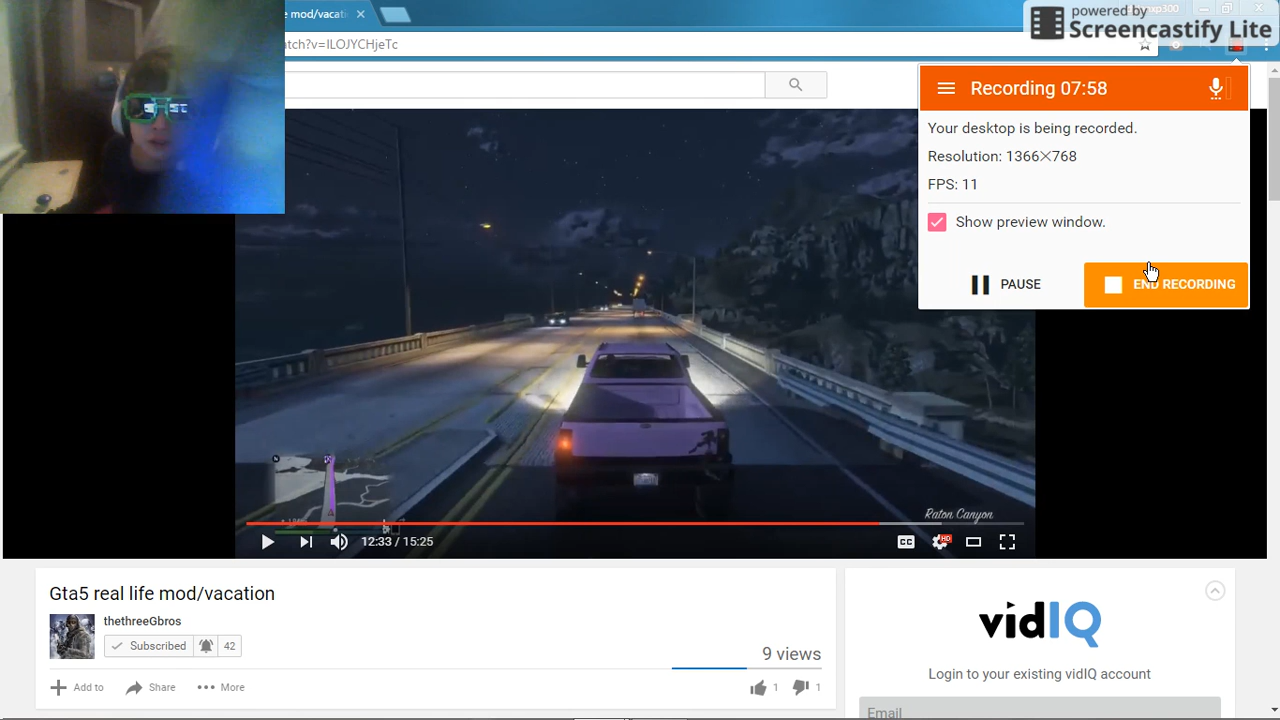 e mod/vacati
powered by
Screencastify Lite
atch?v=ILOJYCHjeTc
Recording 07:58
Your desktop is being recorded.
Resolution: 1366×768
FPS: 11
Show preview window.
PAUSE
END RECORDING
Raton Canyon
12:33 / 15:25
CC
HD
Gta5 real life mod/vacation
thethreeGbros
Subscribed
42
9 views
Add to
Share
More
1
1
vidIQ
Login to your existing vidIQ account
Email